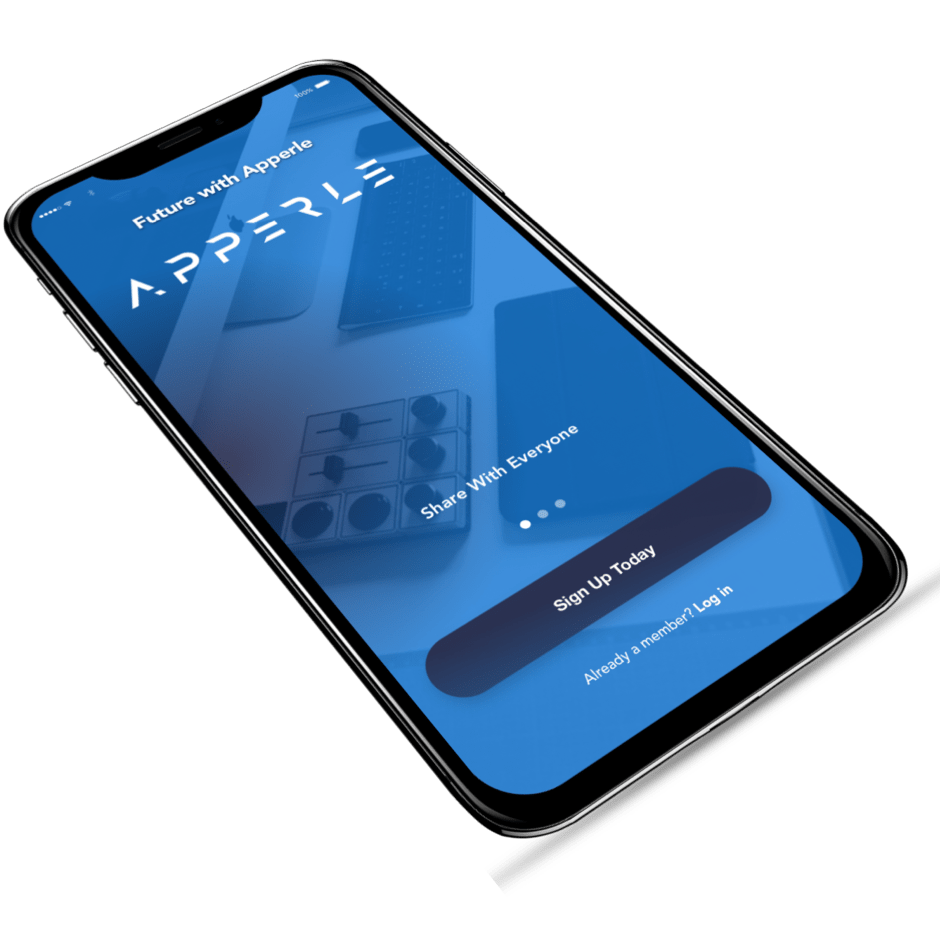 100%
Future with Apperle
APPERLE
Share With Everyone
Sign Up Today
Already a member? Log in